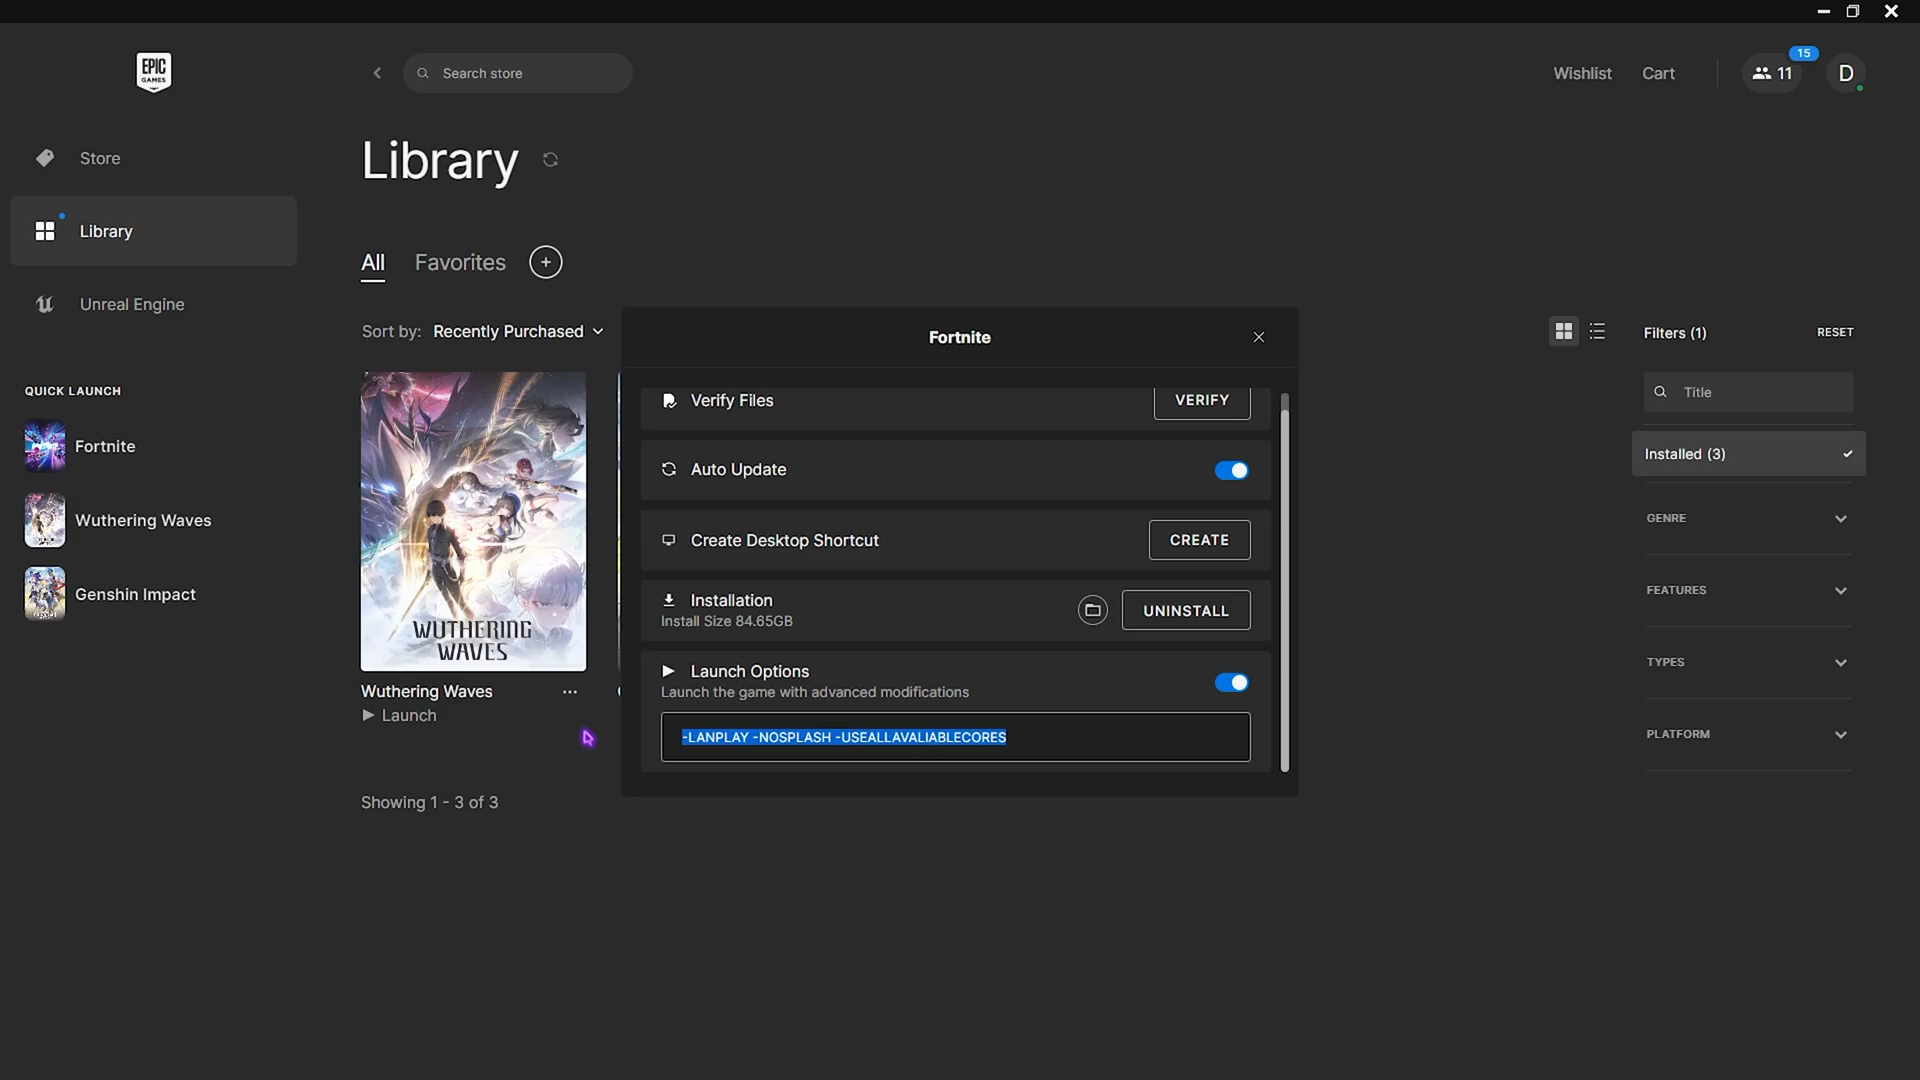 EPIC
GAMES
Search store
Wishlist
Cart
11
15
D
Store
Library
Unreal Engine
QUICK LAUNCH
Fortnite
Wuthering Waves
Genshin Impact
Library
All
Favorites
Sort by: Recently Purchased
WUTHERING
WAVES
Wuthering Waves
Launch
Showing 1 - 3 of 3
Fortnite
Verify Files
VERIFY
Auto Update
Create Desktop Shortcut
CREATE
Installation
Install Size 84.65GB
UNINSTALL
Launch Options
Launch the game with advanced modifications
-LANPLAY -NOSPLASH -USEALLAVALIABLECORES
Filters (1)
RESET
Title
Installed (3)
GENRE
FEATURES
TYPES
PLATFORM